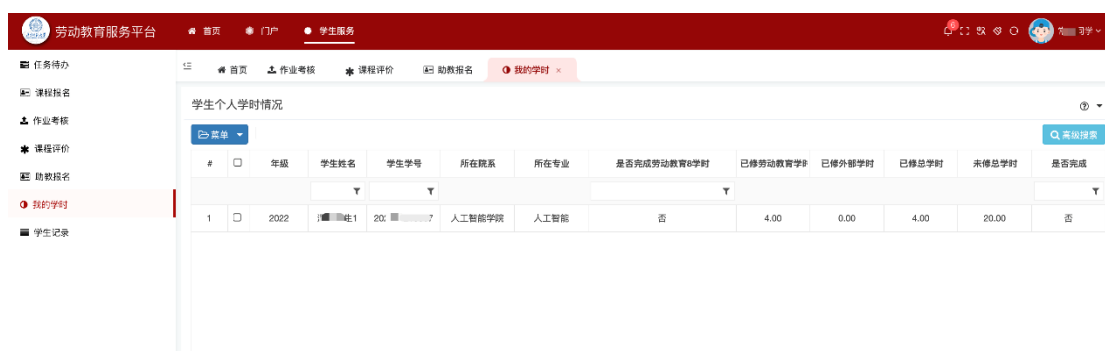 劳动教育服务平台 首页 门户 学生服务
任务待办
课程报名
作业考核
课程评价
助教报名
我的学时
学生记录
首页 作业考核 课程评价 助教报名 我的学时 ×
学生个人学时情况
菜单 高级搜索
# 年级 学生姓名 学生学号 所在院系 所在专业 是否完成劳动教育8学时 已修劳动教育学时 已修外部学时 已修总学时 未修总学时 是否完成
1 2022 人工智能学院 人工智能 否 4.00 0.00 4.00 20.00 否